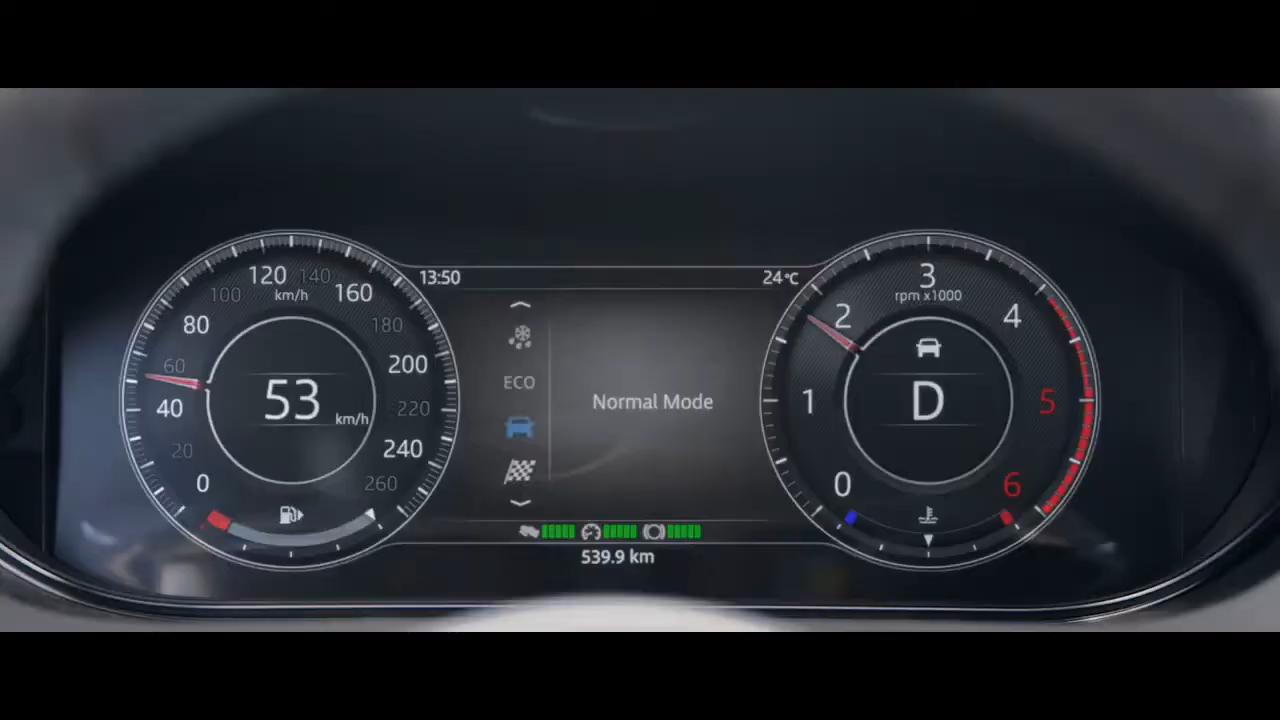 13:50
24°C
120 140
100 km/h 160
80 180
60 200
53 km/h
40 220
20 240
0 260
ECO
Normal Mode
539.9 km
3
rpm x1000
2 4
1 D 5
0 6